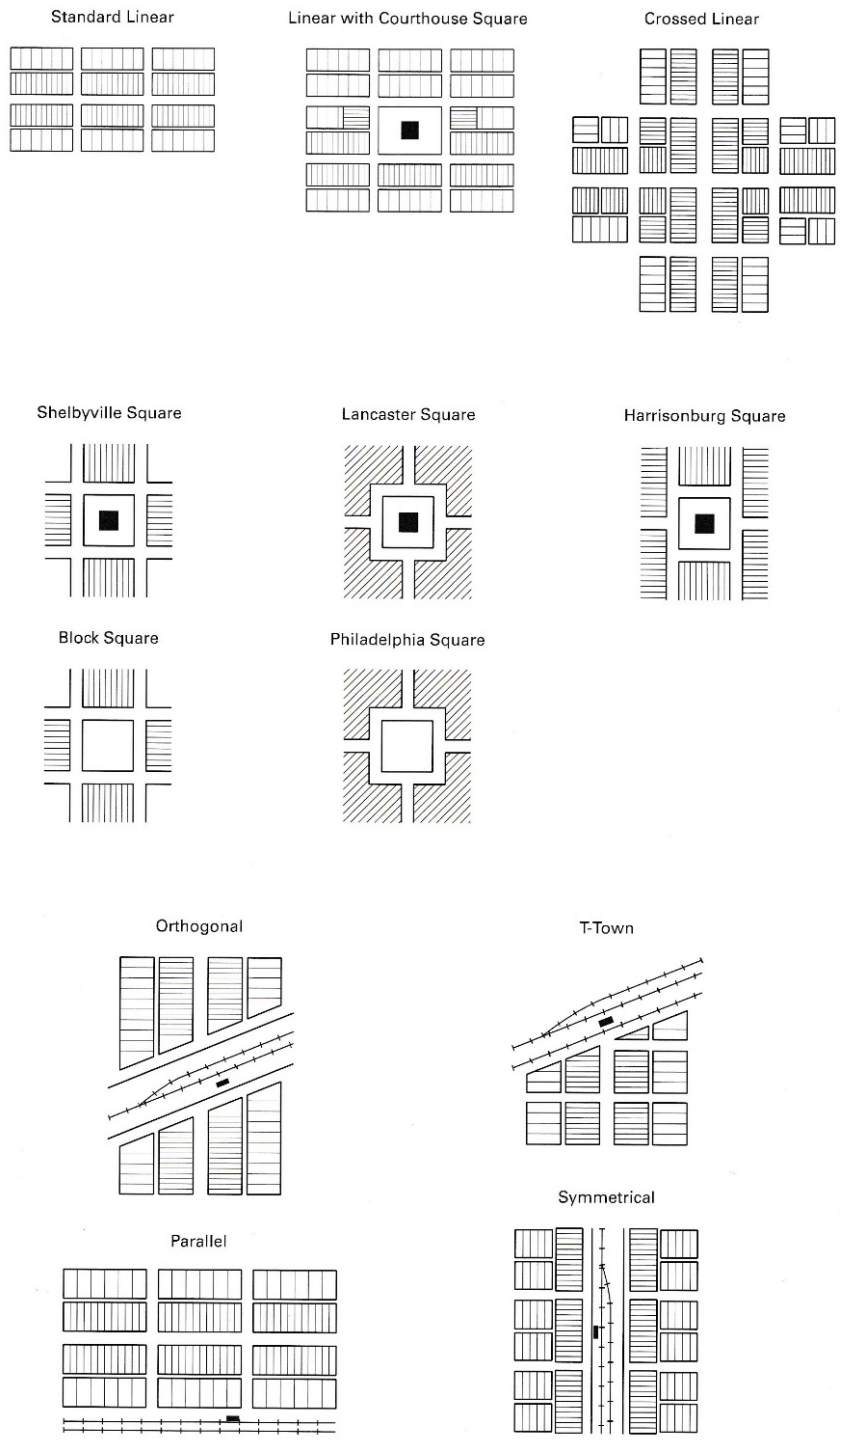 Standard Linear
Linear with Courthouse Square
Crossed Linear
Shelbyville Square
Lancaster Square
Harrisonburg Square
Block Square
Philadelphia Square
Orthogonal
T-Town
Symmetrical
Parallel